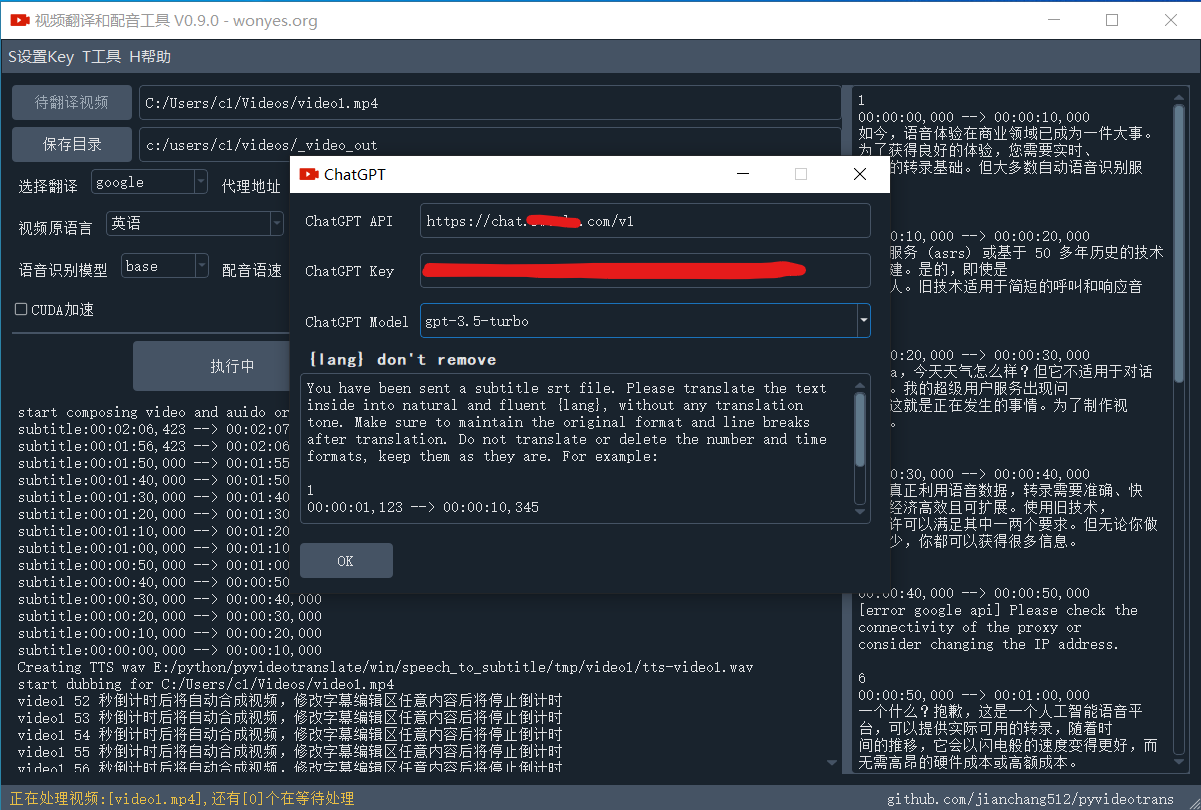 视频翻译和配音工具 V0.9.0 - wonyes.org
S设置Key T工具 H帮助
待翻译视频
C:/Users/c1/Videos/video1.mp4
保存目录
c:/users/c1/videos/_video_out
选择翻译
google
代理地址
视频原语言
英语
语音识别模型
base
配音语速
CUDA加速
执行中
start composing video and auido or
subtitle:00:02:06,423 --> 00:02:07
subtitle:00:01:56,423 --> 00:02:06
subtitle:00:01:50,000 --> 00:01:55
subtitle:00:01:40,000 --> 00:01:50
subtitle:00:01:30,000 --> 00:01:40
subtitle:00:01:20,000 --> 00:01:30
subtitle:00:01:10,000 --> 00:01:20
subtitle:00:01:00,000 --> 00:01:10
subtitle:00:00:50,000 --> 00:01:00
subtitle:00:00:40,000 --> 00:00:50
subtitle:00:00:30,000 --> 00:00:40,000
subtitle:00:00:20,000 --> 00:00:30,000
subtitle:00:00:10,000 --> 00:00:20,000
subtitle:00:00:00,000 --> 00:00:10,000
Creating TTS wav E:/python/pyvideotranslate/win/speech_to_subtitle/tmp/video1/tts-video1.wav
start dubbing for C:/Users/c1/Videos/video1.mp4
video1 52 秒倒计时后将自动合成视频，修改字幕编辑区任意内容后将停止倒计时
video1 53 秒倒计时后将自动合成视频，修改字幕编辑区任意内容后将停止倒计时
video1 54 秒倒计时后将自动合成视频，修改字幕编辑区任意内容后将停止倒计时
video1 55 秒倒计时后将自动合成视频，修改字幕编辑区任意内容后将停止倒计时
video1 56 秒倒计时后将自动合成视频，修改字幕编辑区任意内容后将停止倒计时
ChatGPT
ChatGPT API
https://chat. .com/v1
ChatGPT Key
ChatGPT Model
gpt-3.5-turbo
{lang} don't remove
You have been sent a subtitle srt file. Please translate the text
inside into natural and fluent {lang}, without any translation
tone. Make sure to maintain the original format and line breaks
after translation. Do not translate or delete the number and time
formats, keep them as they are. For example:
1
00:00:01,123 --> 00:00:10,345
OK
1
00:00:00,000 --> 00:00:10,000
如今，语音体验在商业领域已成为一件大事。
为了获得良好的体验，您需要实时、
的转录基础。但大多数自动语音识别服
0:10,000 --> 00:00:20,000
服务 (asrs) 或基于 50 多年历史的技术
建。是的，即使是
人。旧技术适用于简短的呼叫和响应音
0:20,000 --> 00:00:30,000
a，今天天气怎么样？但它不适用于对话
。我的超级用户服务出现问
这就是正在发生的事情。为了制作视
。
0:30,000 --> 00:00:40,000
真正利用语音数据，转录需要准确、快
经济高效且可扩展。使用旧技术，
许可以满足其中一两个要求。但无论你做
少，你都可以获得很多信息。
00:00:40,000 --> 00:00:50,000
[error google api] Please check the
connectivity of the proxy or
consider changing the IP address.
6
00:00:50,000 --> 00:01:00,000
一个什么？抱歉，这是一个人工智能语音平
台，可以提供实际可用的转录，随着时
间的推移，它会以闪电般的速度变得更好，而
无需高昂的硬件成本或高额成本。
正在处理视频:[video1.mp4],还有[0]个在等待处理
github.com/jianchang512/pyvideotrans